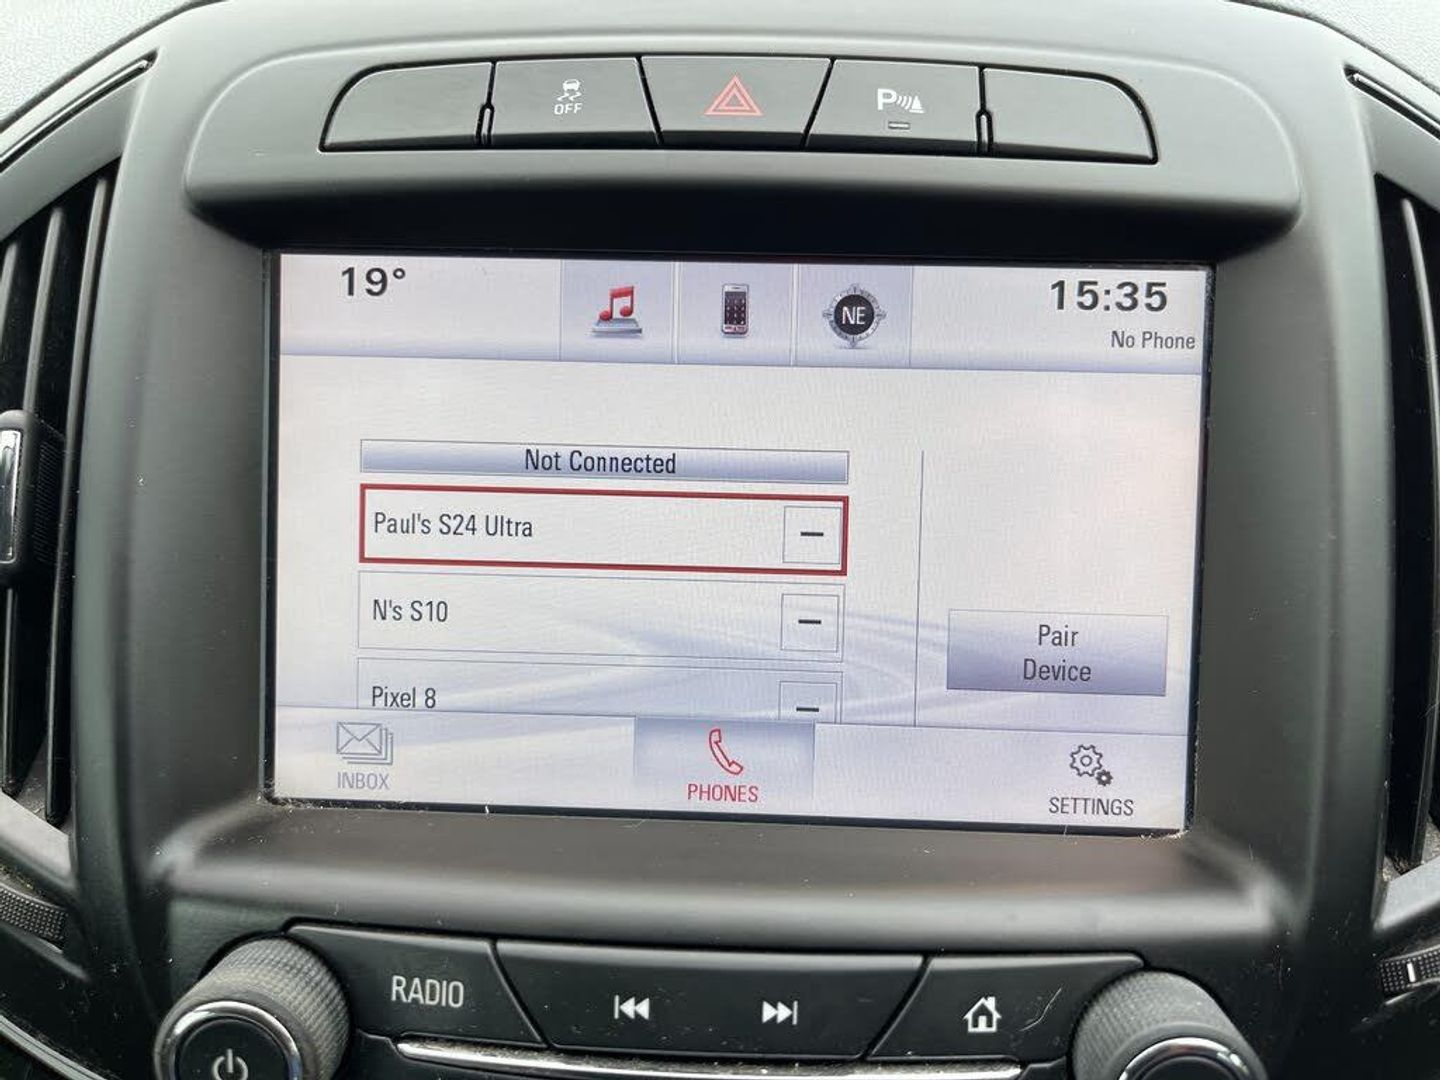 OFF
P
19°
NE
15:35
No Phone
Not Connected
Paul's S24 Ultra
N's S10
Pixel 8
Pair
Device
INBOX
PHONES
SETTINGS
RADIO